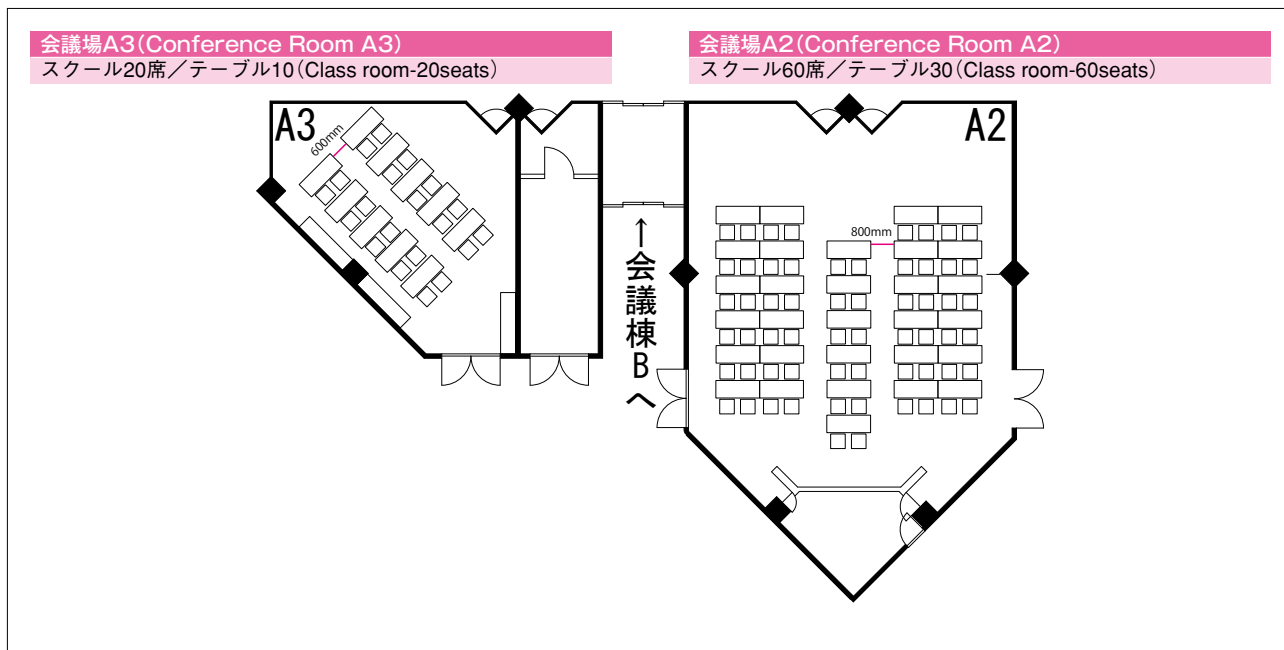 会議場A3(Conference Room A3)
スクール20席／テーブル10(Class room-20seats)
会議場A2(Conference Room A2)
スクール60席／テーブル30(Class room-60seats)
A3
600mm
A2
800mm
↑会議棟Bへ